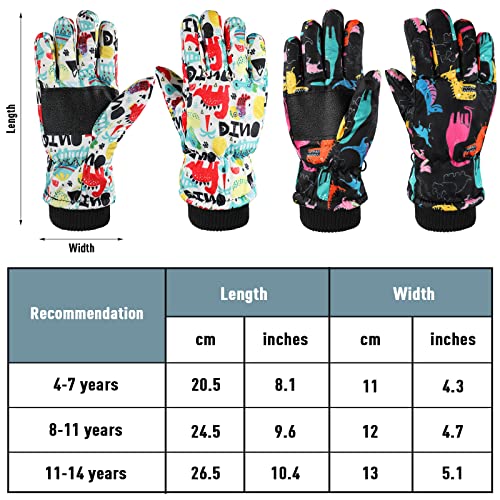 Length
Width
DINO
DINO
DINO
DINO
Recommendation
Length
Width
cm
inches
cm
inches
4-7 years
20.5
8.1
11
4.3
8-11 years
24.5
9.6
12
4.7
11-14 years
26.5
10.4
13
5.1